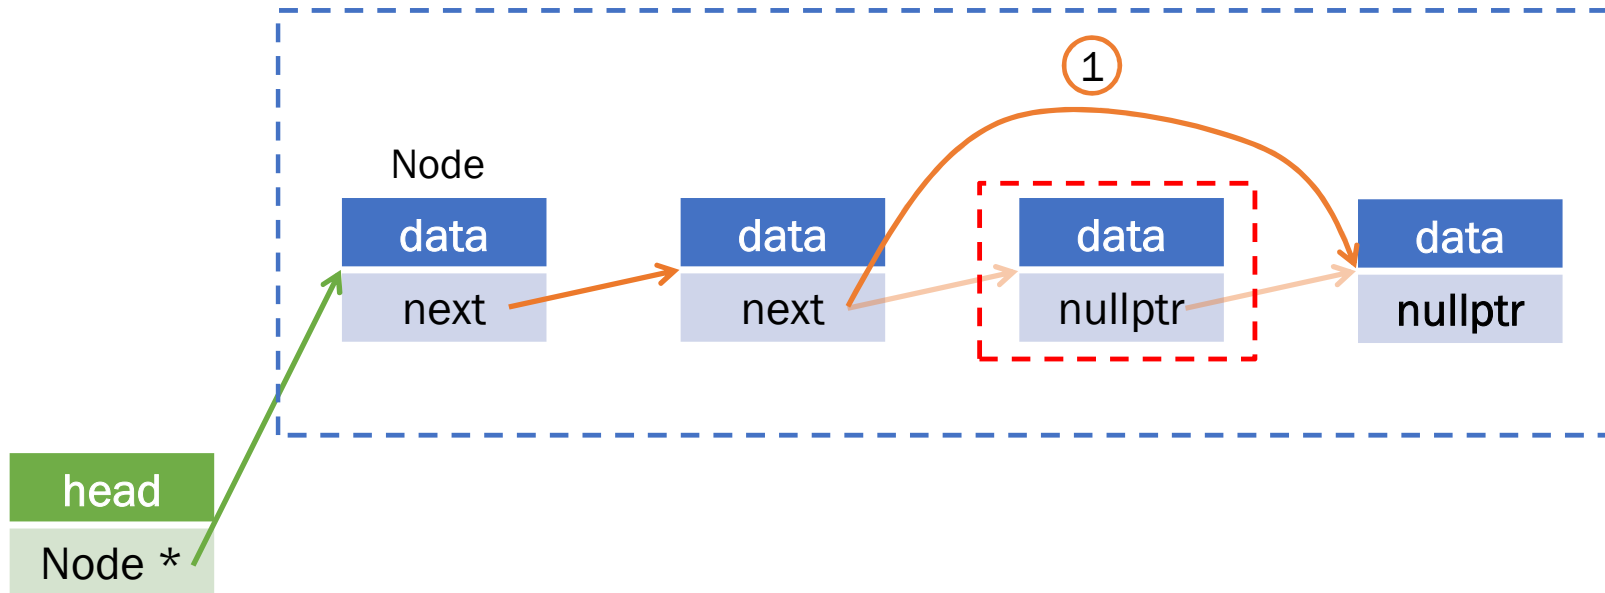 1
Node
data
data
data
data
next
next
nullptr
nullptr
head
Node *